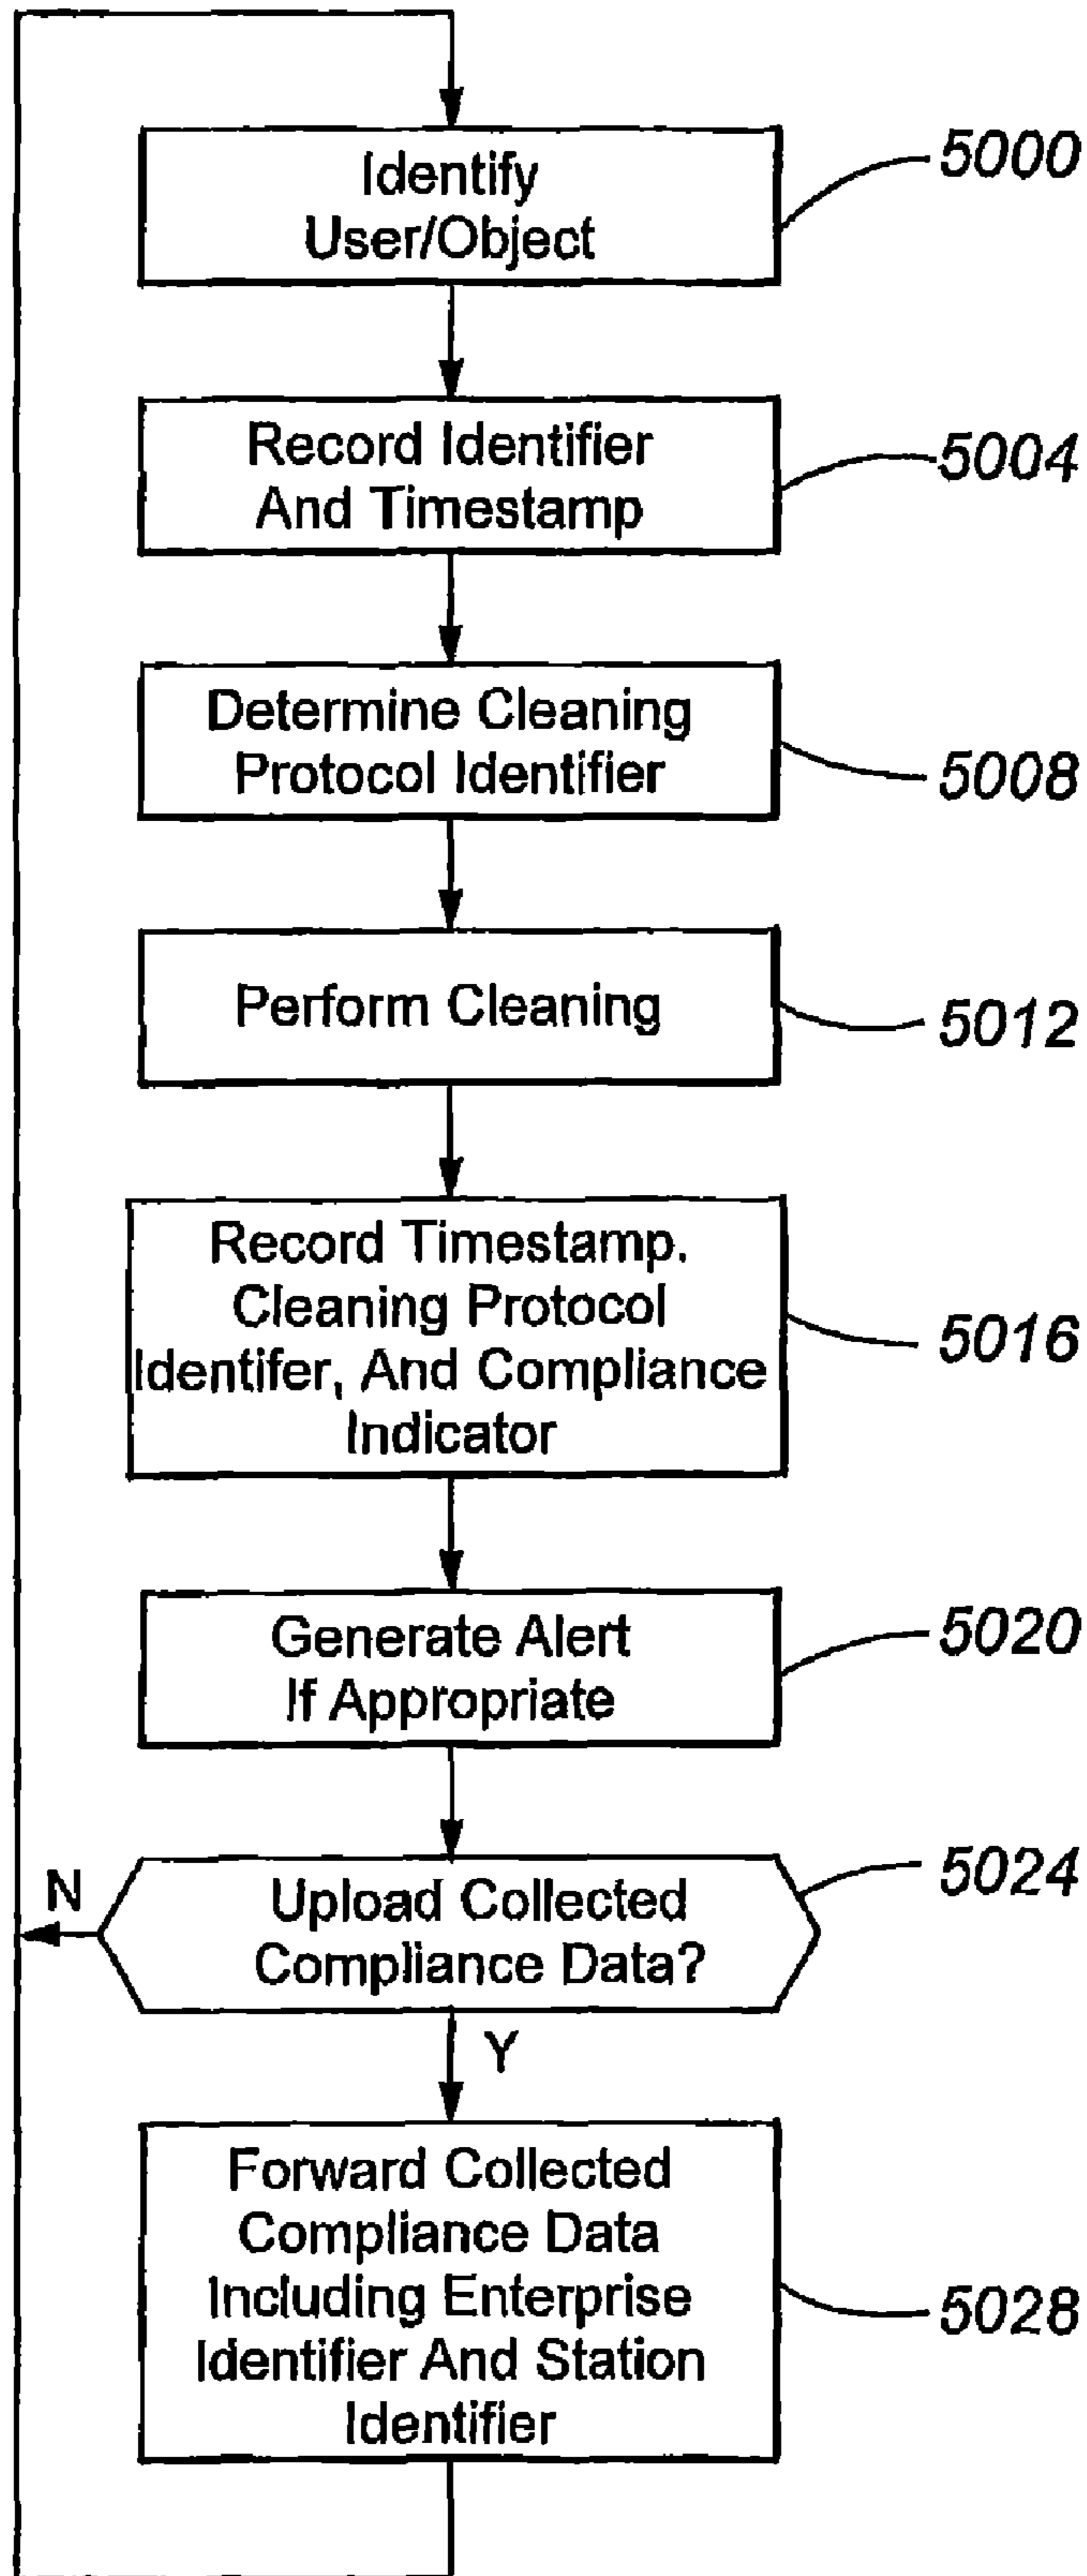 Identify
User/Object
5000
Record Identifier
And Timestamp
5004
Determine Cleaning
Protocol Identifier
5008
Perform Cleaning
5012
Record Timestamp.
Cleaning Protocol
Identifer, And Compliance
Indicator
5016
Generate Alert
If Appropriate
5020
N
Upload Collected
Compliance Data?
5024
Y
Forward Collected
Compliance Data
Including Enterprise
Identifier And Station
Identifier
5028